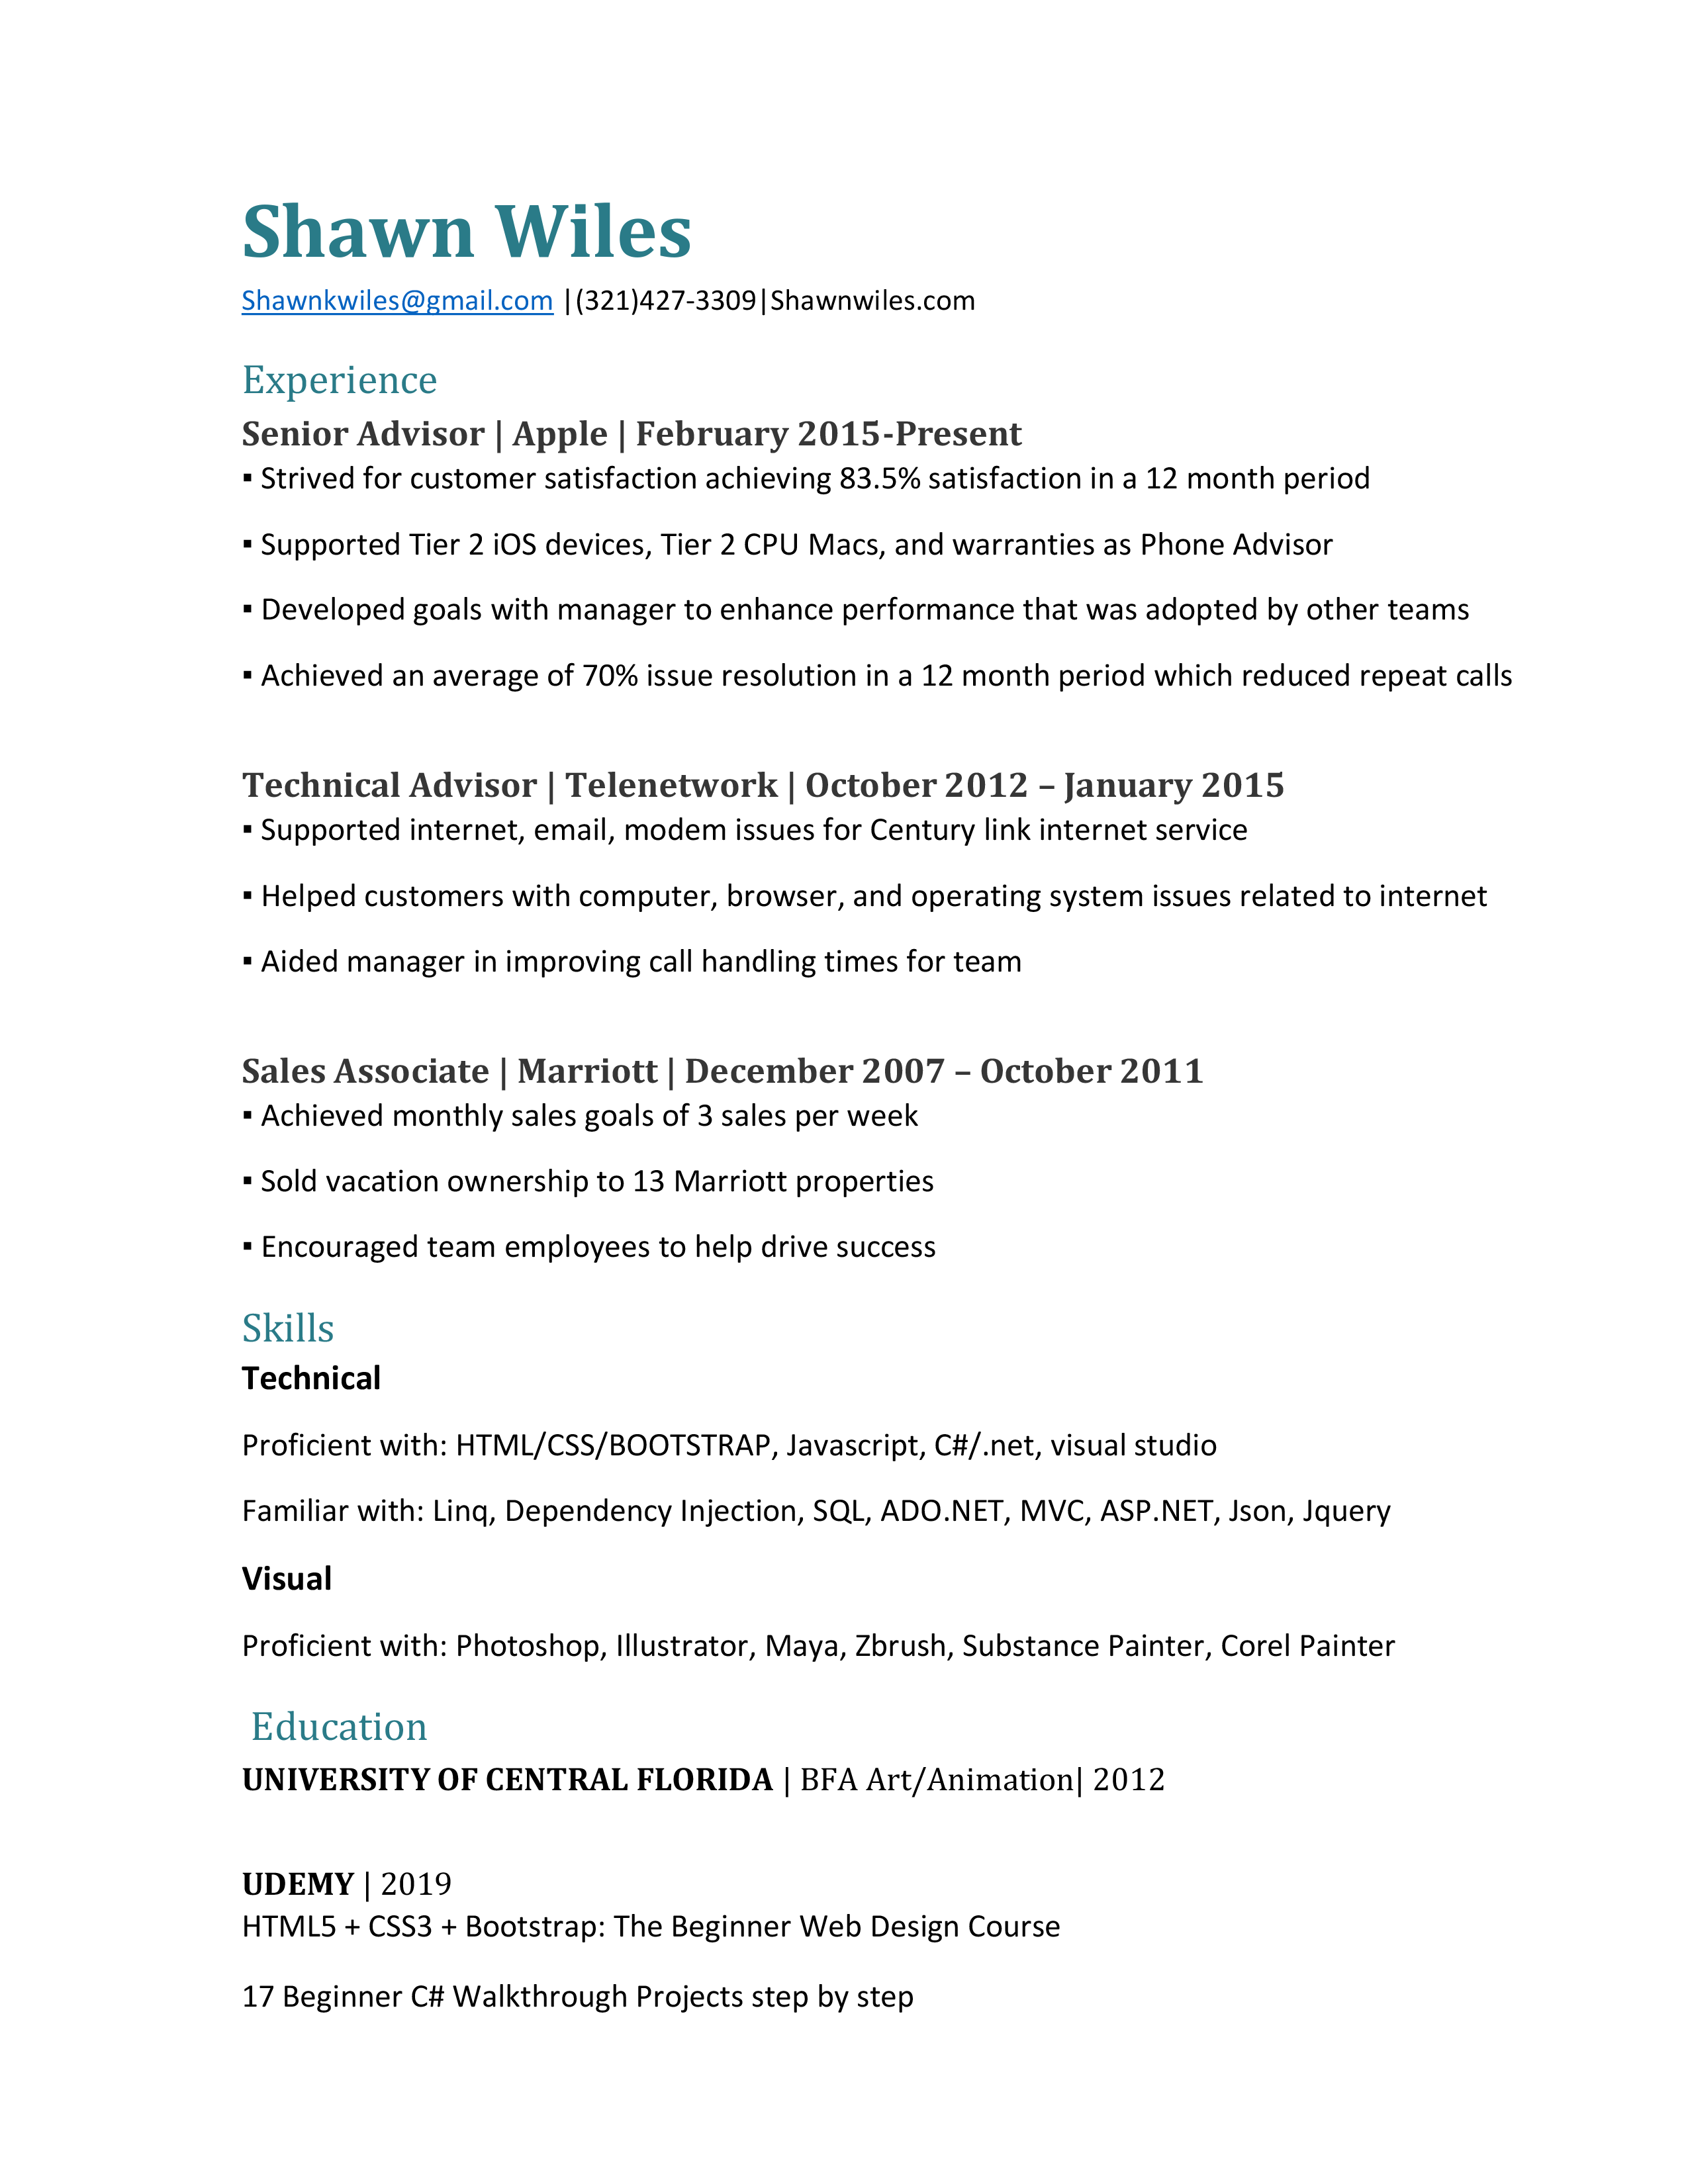 Shawn Wiles
Shawnkwiles@gmail.com |(321)427-3309|Shawnwiles.com
Experience
Senior Advisor | Apple | February 2015-Present
▪ Strived for customer satisfaction achieving 83.5% satisfaction in a 12 month period
▪ Supported Tier 2 iOS devices, Tier 2 CPU Macs, and warranties as Phone Advisor
▪ Developed goals with manager to enhance performance that was adopted by other teams
▪ Achieved an average of 70% issue resolution in a 12 month period which reduced repeat calls
Technical Advisor | Telenetwork | October 2012 – January 2015
▪ Supported internet, email, modem issues for Century link internet service
▪ Helped customers with computer, browser, and operating system issues related to internet
▪ Aided manager in improving call handling times for team
Sales Associate | Marriott | December 2007 – October 2011
▪ Achieved monthly sales goals of 3 sales per week
▪ Sold vacation ownership to 13 Marriott properties
▪ Encouraged team employees to help drive success
Skills
Technical
Proficient with: HTML/CSS/BOOTSTRAP, Javascript, C#/.net, visual studio
Familiar with: Linq, Dependency Injection, SQL, ADO.NET, MVC, ASP.NET, Json, Jquery
Visual
Proficient with: Photoshop, Illustrator, Maya, Zbrush, Substance Painter, Corel Painter
Education
UNIVERSITY OF CENTRAL FLORIDA | BFA Art/Animation| 2012
UDEMY | 2019
HTML5 + CSS3 + Bootstrap: The Beginner Web Design Course
17 Beginner C# Walkthrough Projects step by step